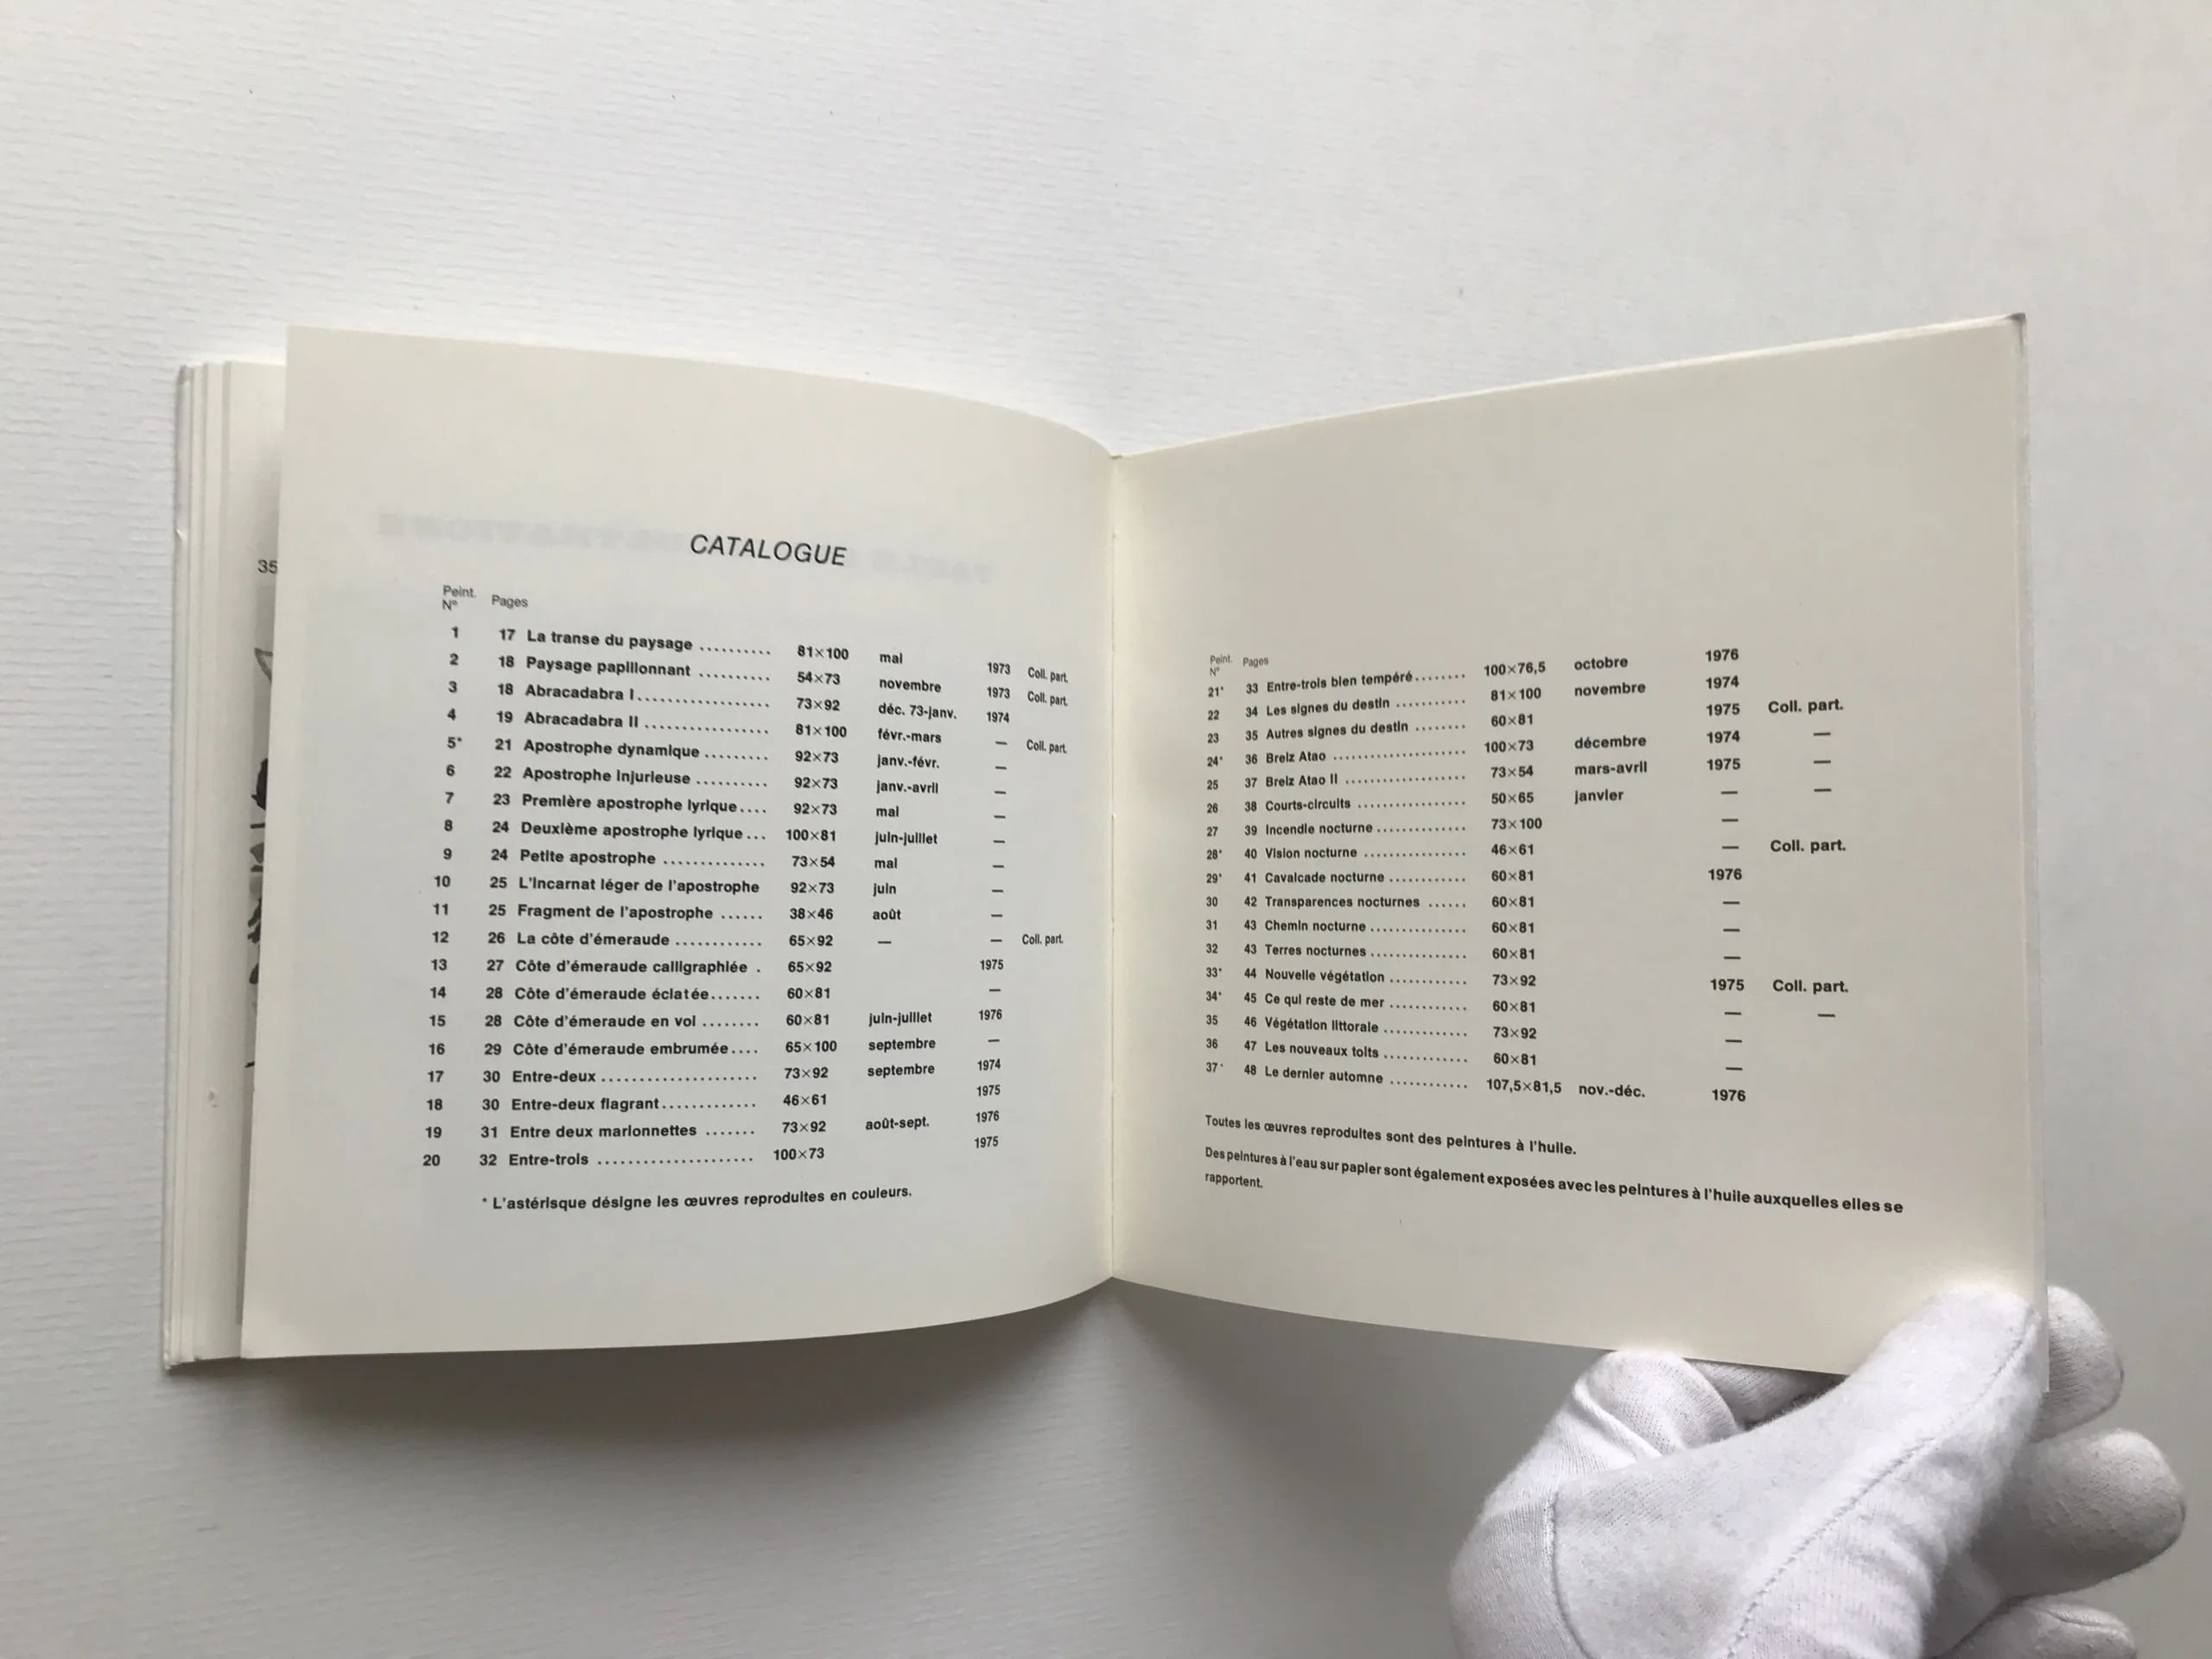 35
CATALOGUE
Peint. N° Pages
1 17 La transe du paysage .......... 81×100 mai 1973 Coll. part.
2 18 Paysage papillonnant .......... 54×73 novembre 1973 Coll. part.
3 18 Abracadabra I.................. 73×92 déc. 73-janv. 1974
4 19 Abracadabra II ................ 81×100 févr.-mars — Coll. part.
5* 21 Apostrophe dynamique ......... 92×73 janv.-févr. —
6 22 Apostrophe injurieuse .......... 92×73 janv.-avril —
7 23 Première apostrophe lyrique.... 92×73 mai —
8 24 Deuxième apostrophe lyrique... 100×81 juin-juillet —
9 24 Petite apostrophe .............. 73×54 mai —
10 25 L'incarnat léger de l'apostrophe 92×73 juin —
11 25 Fragment de l'apostrophe ...... 38×46 août —
12 26 La côte d'émeraude ............ 65×92 — — Coll. part.
13 27 Côte d'émeraude calligraphiée . 65×92 1975
14 28 Côte d'émeraude éclatée....... 60×81 —
15 28 Côte d'émeraude en vol ........ 60×81 juin-juillet 1976
16 29 Côte d'émeraude embrumée.... 65×100 septembre —
17 30 Entre-deux ..................... 73×92 septembre 1974
18 30 Entre-deux flagrant............. 46×61 1975
19 31 Entre deux marionnettes ....... 73×92 août-sept. 1976
20 32 Entre-trois ..................... 100×73 1975
* L'astérisque désigne les œuvres reproduites en couleurs.
Peint. N° Pages
21* 33 Entre-trois bien tempéré........ 100×76,5 octobre 1976
22 34 Les signes du destin ........... 81×100 novembre 1974
23 35 Autres signes du destin ........ 60×81 1975 Coll. part.
24* 36 Breiz Atao ..................... 100×73 décembre 1974 —
25 37 Breiz Atao II ................... 73×54 mars-avril 1975 —
26 38 Courts-circuits ................. 50×65 janvier — —
27 39 Incendie nocturne.............. 73×100 —
28* 40 Vision nocturne ................ 46×61 — Coll. part.
29* 41 Cavalcade nocturne ............ 60×81 1976
30 42 Transparences nocturnes ...... 60×81 —
31 43 Chemin nocturne ............... 60×81 —
32 43 Terres nocturnes............... 60×81 —
33* 44 Nouvelle végétation ............ 73×92 1975 Coll. part.
34* 45 Ce qui reste de mer ............ 60×81 — —
35 46 Végétation littorale ............. 73×92 —
36 47 Les nouveaux toits ............. 60×81 —
37* 48 Le dernier automne ............ 107,5×81,5 nov.-déc. 1976
Toutes les œuvres reproduites sont des peintures à l'huile.
Des peintures à l'eau sur papier sont également exposées avec les peintures à l'huile auxquelles elles se
rapportent.